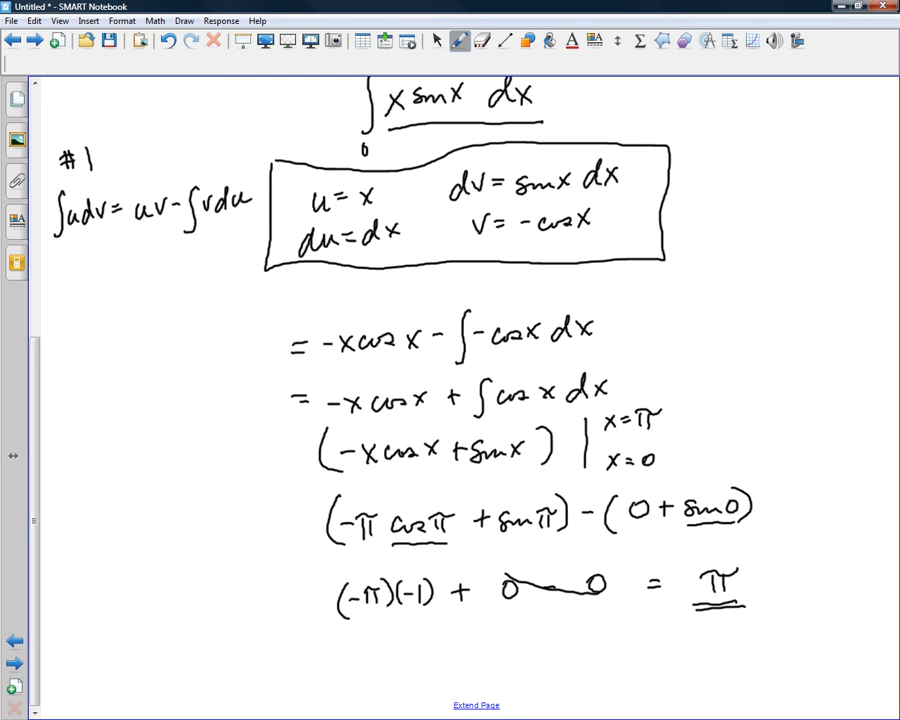 Untitled * - SMART Notebook
File Edit View Insert Format Math Draw Response Help
∫ x sin x dx
0
#1
∫udv = uv - ∫vdu
u = x dv = sin x dx
du = dx v = -cos x
= -x cos x - ∫-cos x dx
= -x cos x + ∫cos x dx
(-x cos x + sin x) | x = π
x = 0
(-π cos π + sin π) - (0 + sin 0)
(-π)(-1) + 0 - 0 = π
Extend Page